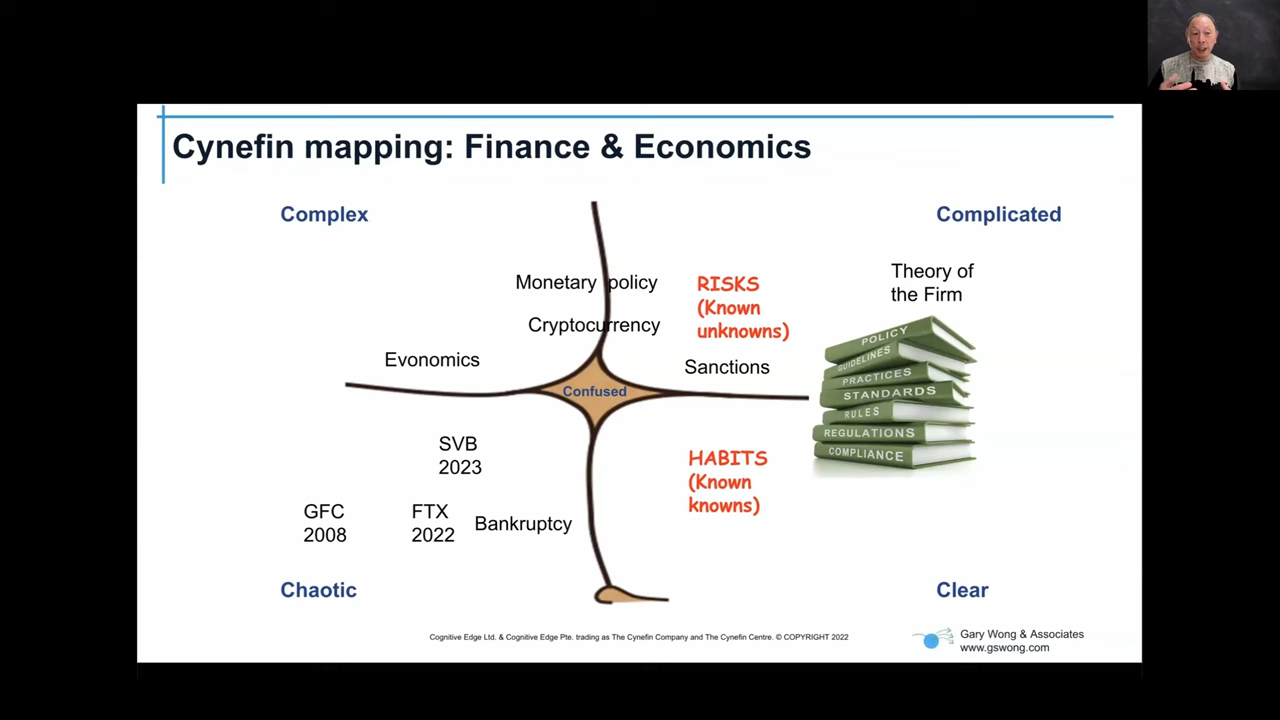 Cynefin mapping: Finance & Economics
Complex
Complicated
Monetary policy
Cryptocurrency
Evonomics
RISKS
(Known
unknowns)
Sanctions
Theory of
the Firm
POLICY
GUIDELINES
PRACTICES
STANDARDS
RULES
REGULATIONS
COMPLIANCE
Confused
SVB
2023
GFC
2008
FTX
2022
Bankruptcy
HABITS
(Known
knowns)
Chaotic
Clear
Cognitive Edge Ltd. & Cognitive Edge Pte. trading as The Cynefin Company and The Cynefin Centre. © COPYRIGHT 2022
Gary Wong & Associates
www.gswong.com